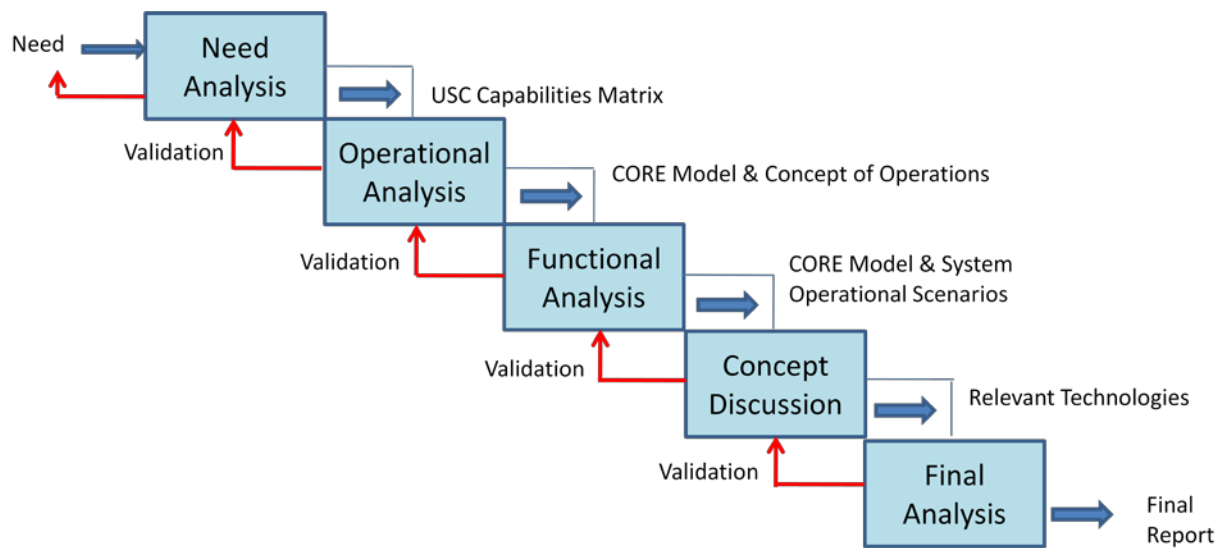 Need
Need
Analysis
USC Capabilities Matrix
Validation
Operational
Analysis
CORE Model & Concept of Operations
Validation
Functional
Analysis
CORE Model & System
Operational Scenarios
Validation
Concept
Discussion
Relevant Technologies
Validation
Final
Analysis
Final
Report